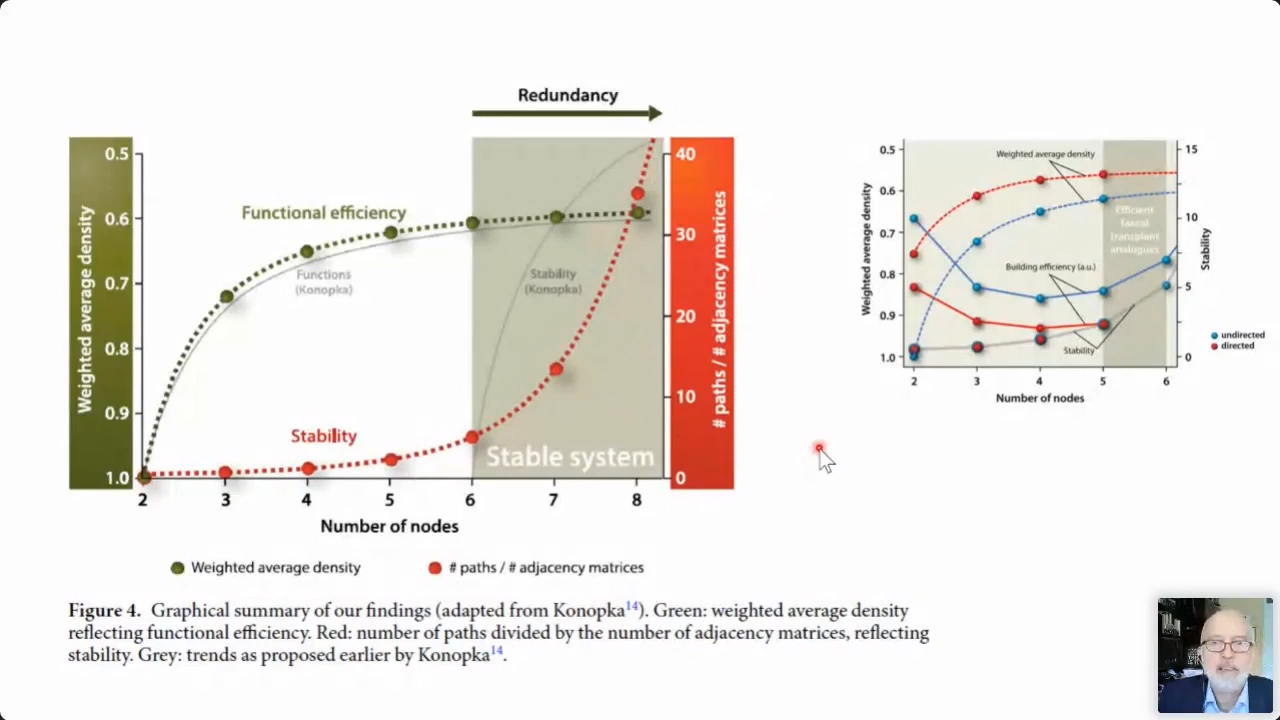 Redundancy
0.5
0.6
0.7
0.8
0.9
1.0
Weighted average density
Functional efficiency
Functions
(Konopka)
Stability
(Konopka)
Stability
Stable system
40
30
20
10
0
# paths / # adjacency matrices
2 3 4 5 6 7 8
Number of nodes
Weighted average density
# paths / # adjacency matrices
Figure 4. Graphical summary of our findings (adapted from Konopka14). Green: weighted average density
reflecting functional efficiency. Red: number of paths divided by the number of adjacency matrices, reflecting
stability. Grey: trends as proposed earlier by Konopka14.
0.5
0.6
0.7
0.8
0.9
1.0
Weighted average density
Weighted average density
Efficient
faecal
transplant
analogues
Building efficiency (a.u.)
Stability
15
10
5
0
Stability
2 3 4 5 6
Number of nodes
undirected
directed